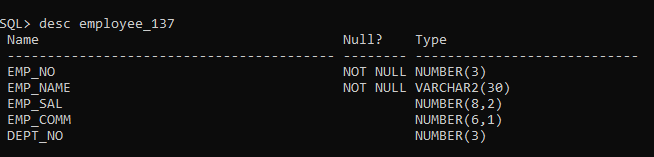 SQL> desc employee_137
Name Null? Type
----------------------------------------- -------- ----------------------------
EMP_NO NOT NULL NUMBER(3)
EMP_NAME NOT NULL VARCHAR2(30)
EMP_SAL NUMBER(8,2)
EMP_COMM NUMBER(6,1)
DEPT_NO NUMBER(3)